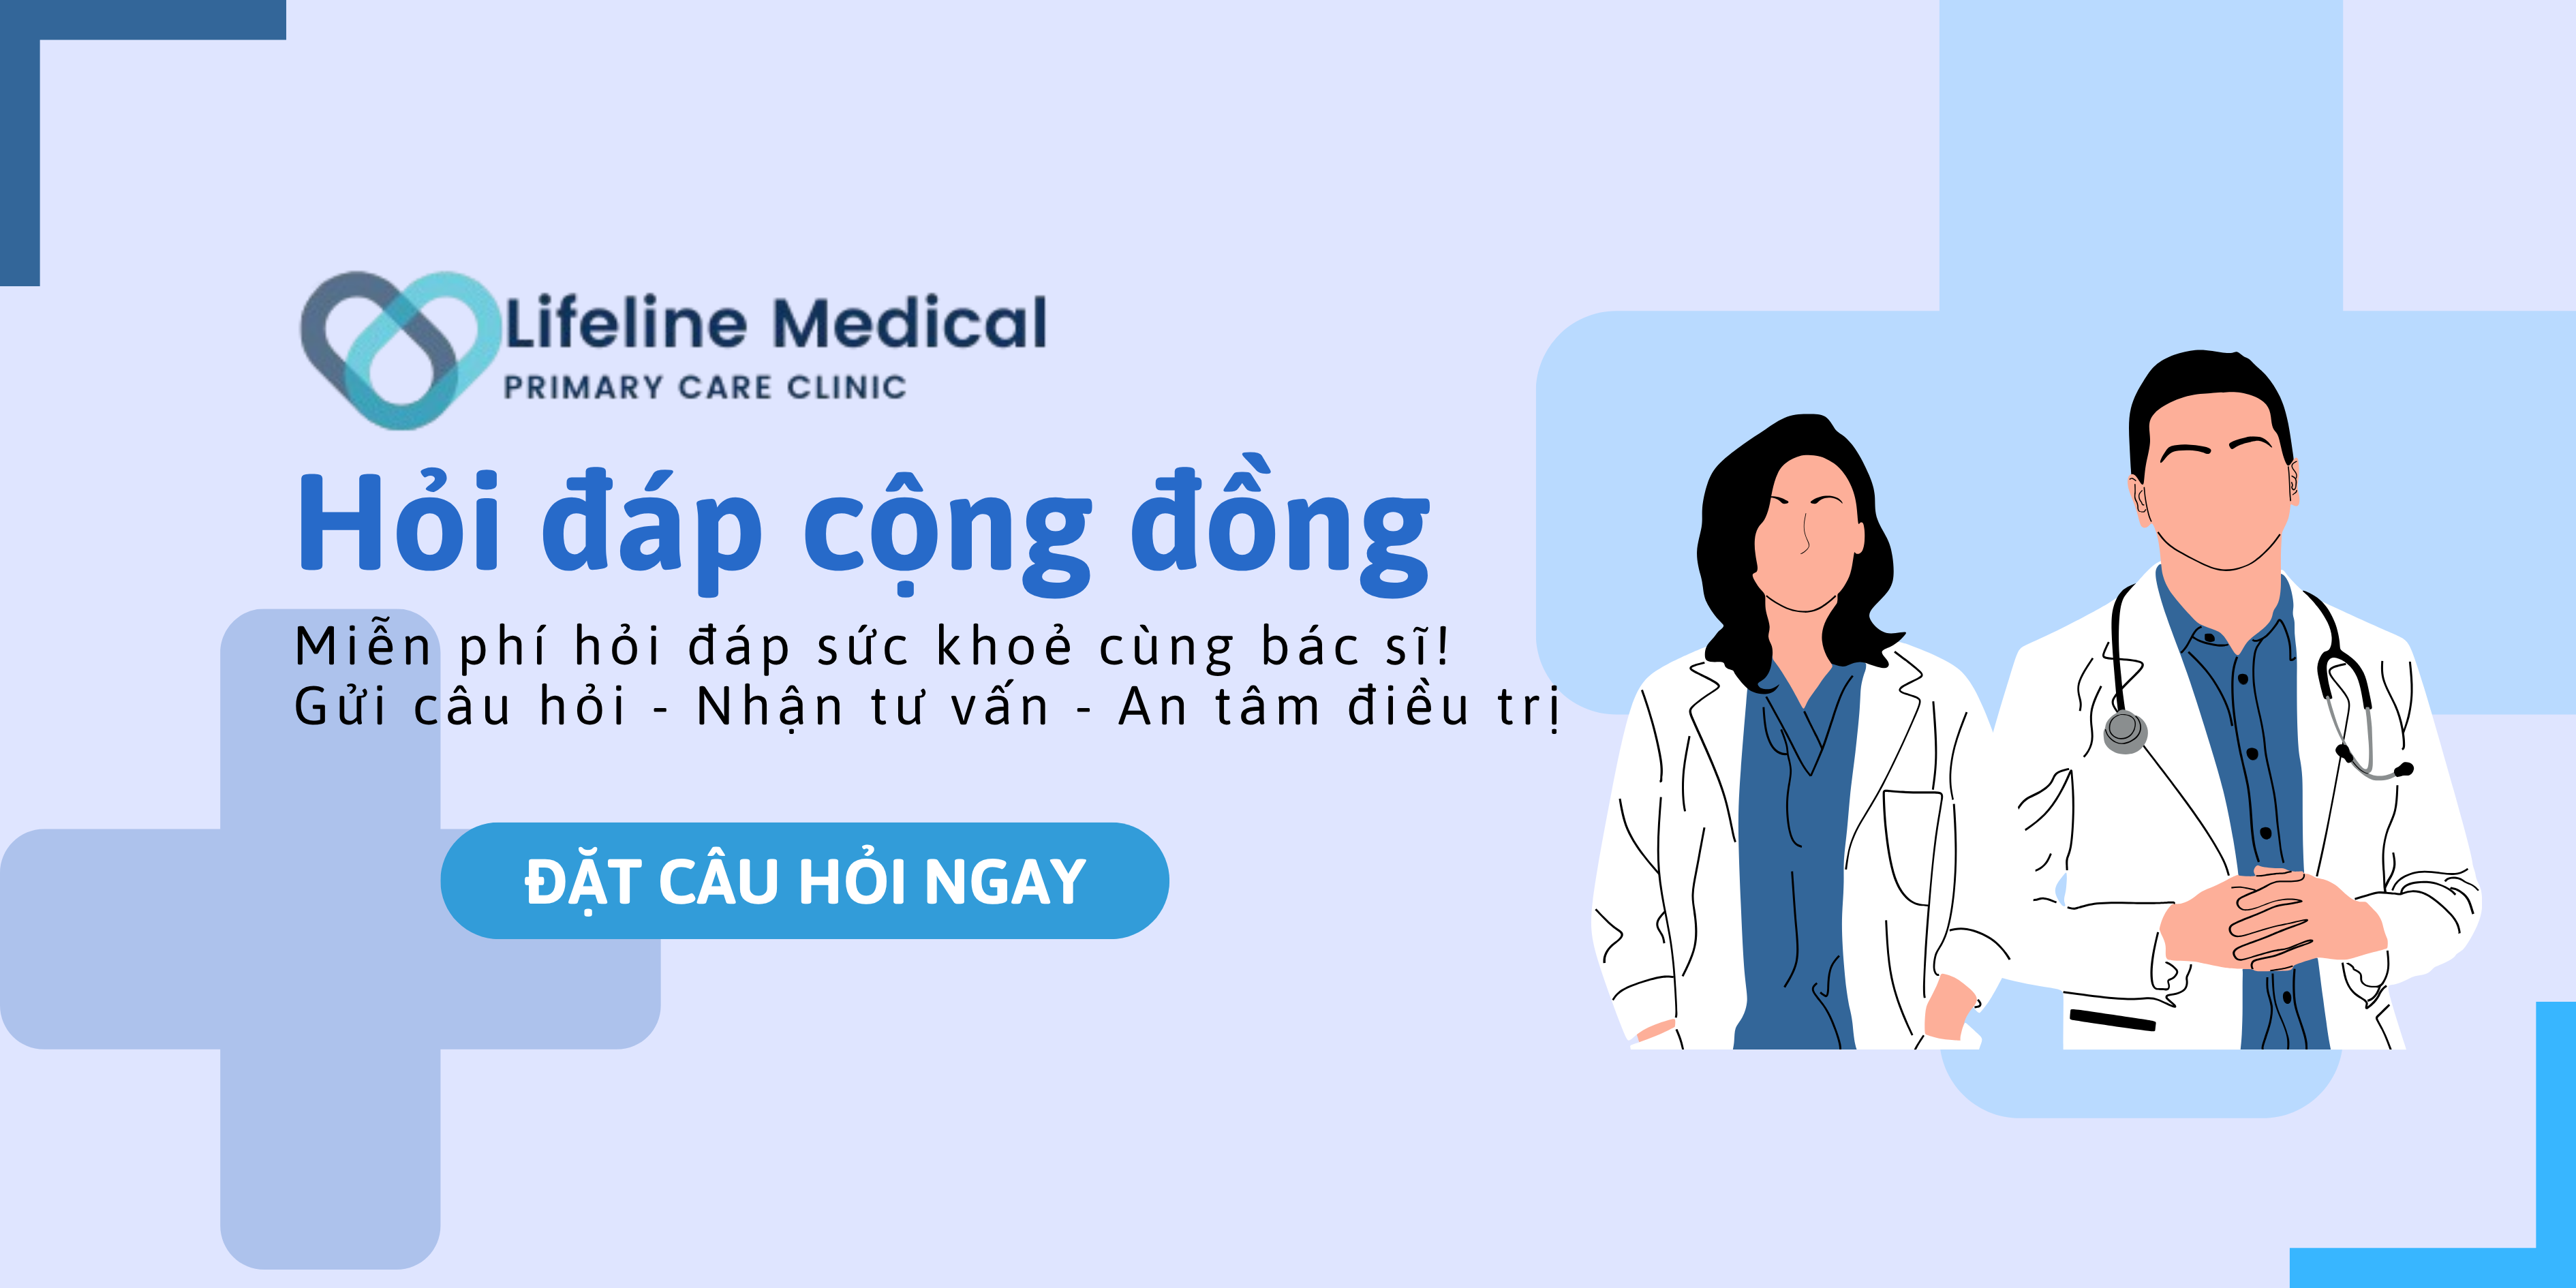 Lifeline Medical
PRIMARY CARE CLINIC
Hỏi đáp cộng đồng
Miễn phí hỏi đáp sức khoẻ cùng bác sĩ!
Gửi câu hỏi - Nhận tư vấn - An tâm điều trị
ĐẶT CÂU HỎI NGAY